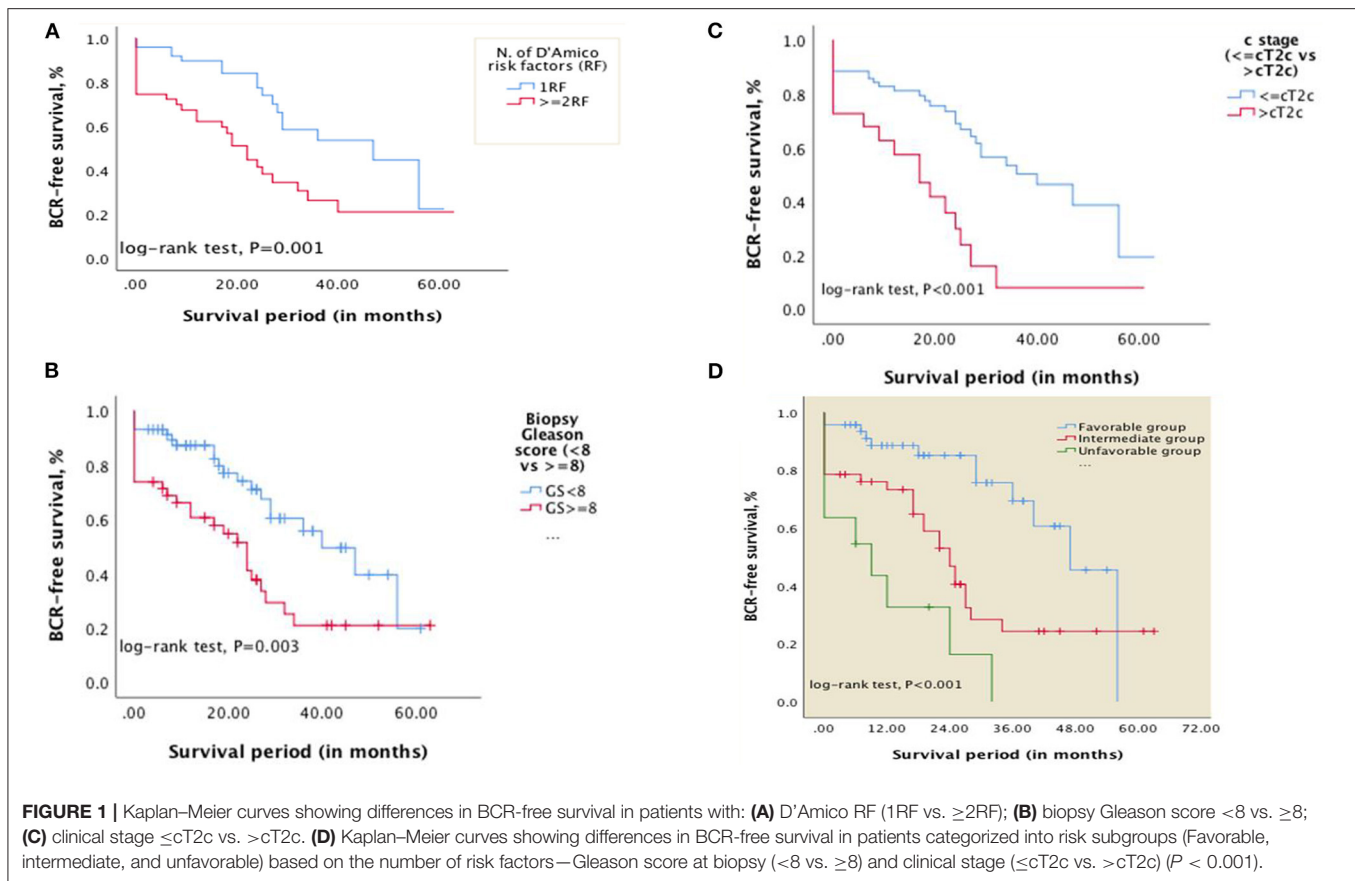 A
1.0
0.8
0.6
0.4
0.2
0.0
BCR-free survival, %
N. of D'Amico
risk factors (RF)
1RF
>=2RF
log-rank test, P=0.001
.00 20.00 40.00 60.00
Survival period (in months)
B
1.0
0.8
0.6
0.4
0.2
0.0
BCR-free survival, %
Biopsy
Gleason
score (<8
vs >=8)
GS<8
GS>=8
...
log-rank test, P=0.003
.00 20.00 40.00 60.00
Survival period (in months)
C
1.0
0.8
0.6
0.4
0.2
0.0
BCR-free survival, %
c stage
(<=cT2c vs
>cT2c)
<=cT2c
>cT2c
log-rank test, P<0.001
.00 20.00 40.00 60.00
Survival period (in months)
D
1.0
0.8
0.6
0.4
0.2
0.0
BCR-free survival, %
Favorable group
Intermediate group
Unfavorable group
...
log-rank test, P<0.001
.00 12.00 24.00 36.00 48.00 60.00 72.00
Survival period (in months)
FIGURE 1 | Kaplan–Meier curves showing differences in BCR-free survival in patients with: (A) D'Amico RF (1RF vs. ≥2RF); (B) biopsy Gleason score <8 vs. ≥8;
(C) clinical stage ≤cT2c vs. >cT2c. (D) Kaplan–Meier curves showing differences in BCR-free survival in patients categorized into risk subgroups (Favorable,
intermediate, and unfavorable) based on the number of risk factors—Gleason score at biopsy (<8 vs. ≥8) and clinical stage (≤cT2c vs. >cT2c) (P < 0.001).